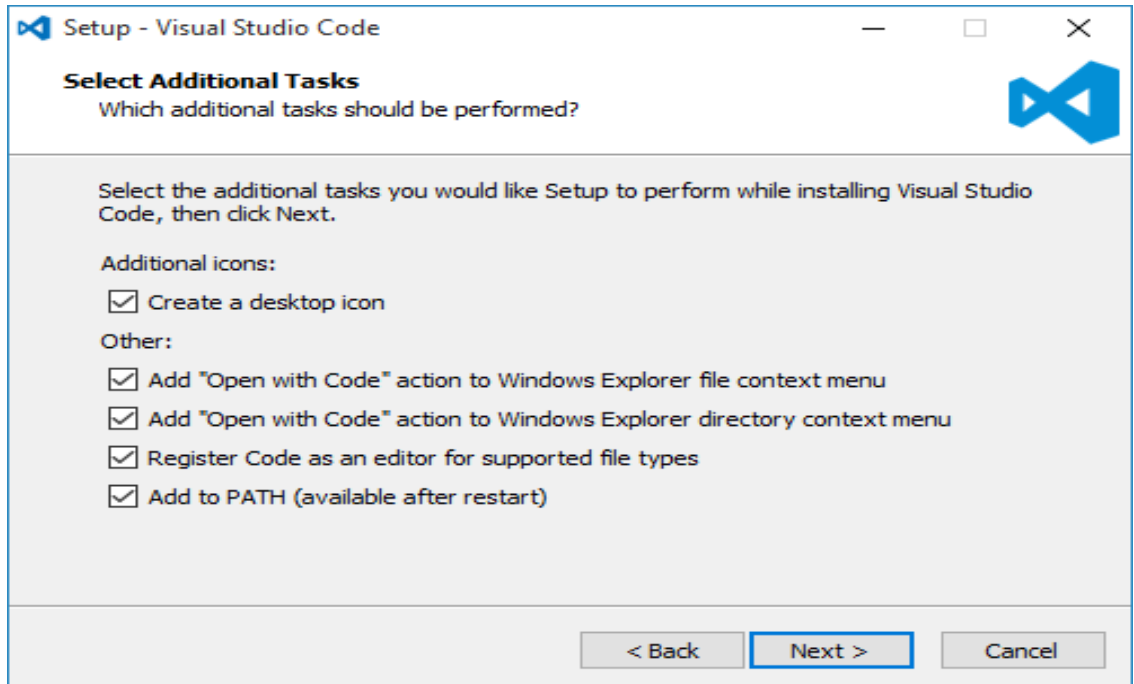 Setup - Visual Studio Code
Select Additional Tasks
Which additional tasks should be performed?
Select the additional tasks you would like Setup to perform while installing Visual Studio
Code, then click Next.
Additional icons:
Create a desktop icon
Other:
Add "Open with Code" action to Windows Explorer file context menu
Add "Open with Code" action to Windows Explorer directory context menu
Register Code as an editor for supported file types
Add to PATH (available after restart)
< Back Next > Cancel